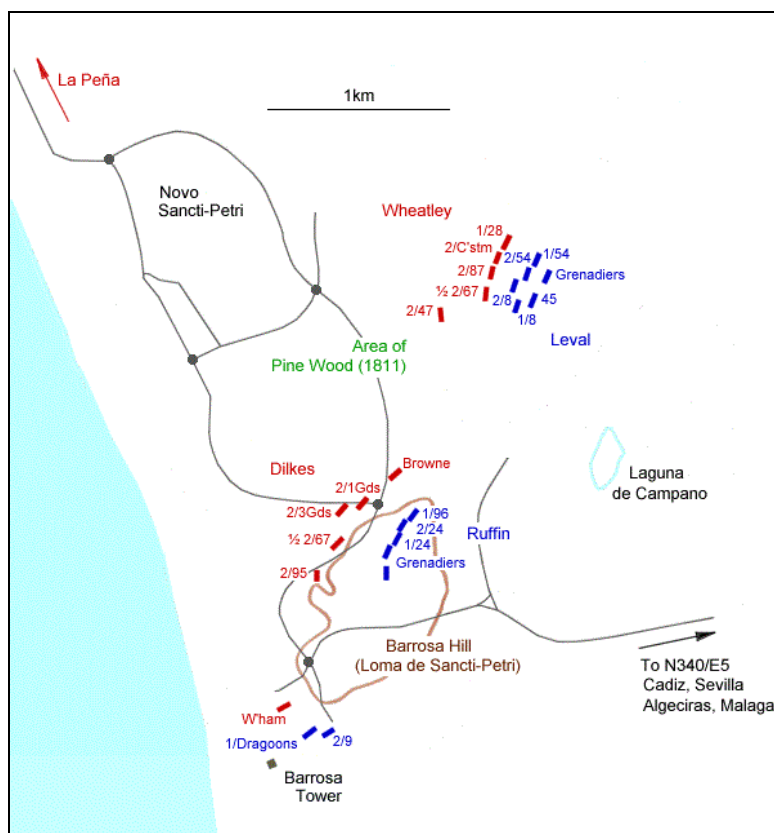 La Peña
1km
Novo
Sancti-Petri
Wheatley
1/28
2/C'stm
2/54
1/54
2/87
Grenadiers
½ 2/67
2/8
45
2/47
1/8
Leval
Area of
Pine Wood (1811)
Browne
Dilkes
2/1Gds
Laguna
de Campano
2/3Gds
1/96
2/24
Ruffin
½ 2/67
1/24
Grenadiers
2/95
Barrosa Hill
(Loma de Sancti-Petri)
To N340/E5
Cadiz, Sevilla
Algeciras, Malaga
W'ham
1/Dragoons
2/9
Barrosa
Tower